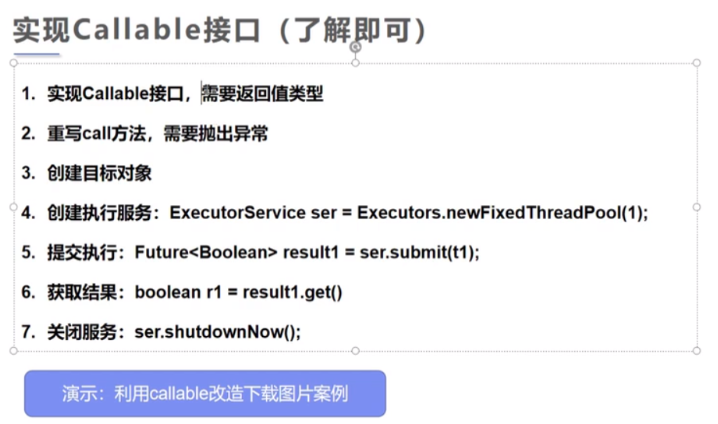 实现Callable接口（了解即可）
1. 实现Callable接口，需要返回值类型
2. 重写call方法，需要抛出异常
3. 创建目标对象
4. 创建执行服务：ExecutorService ser = Executors.newFixedThreadPool(1);
5. 提交执行：Future<Boolean> result1 = ser.submit(t1);
6. 获取结果：boolean r1 = result1.get()
7. 关闭服务：ser.shutdownNow();
演示：利用callable改造下载图片案例